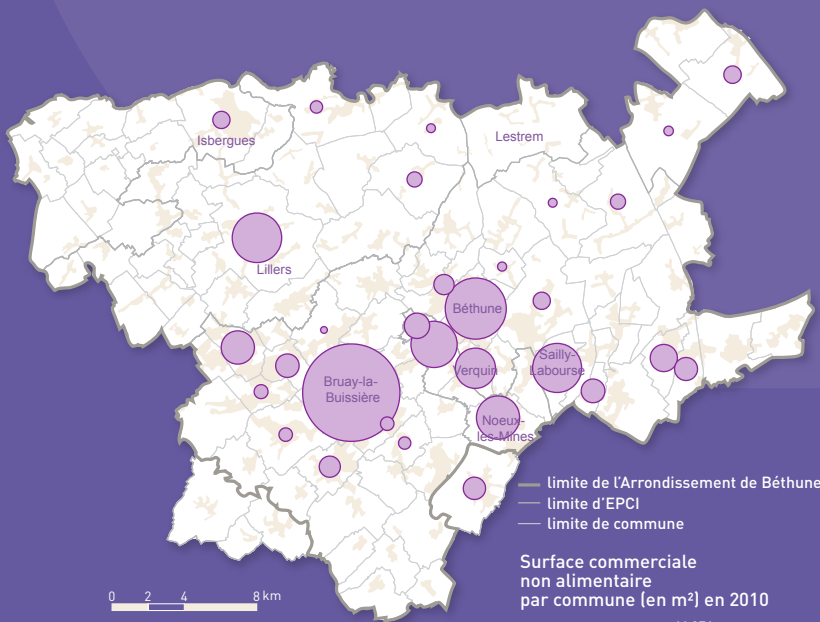 Isbergues
Lestrem
Lillers
Béthune
Verquin
Sailly-
Labourse
Bruay-la-
Buissière
Noeux-
les-Mines
limite de l'Arrondissement de Béthune
limite d'EPCI
limite de commune
Surface commerciale
non alimentaire
par commune (en m²) en 2010
0 2 4 8 km